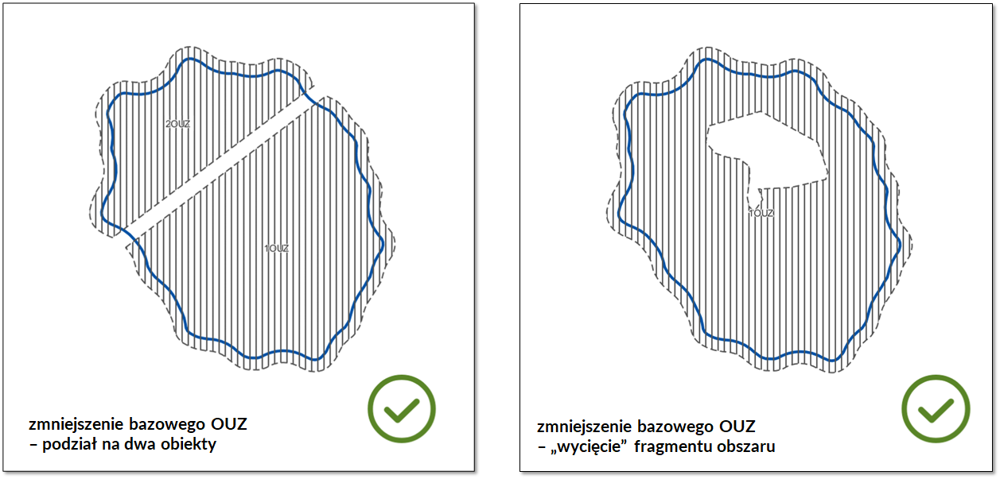 2OUZ
1OUZ
zmniejszenie bazowego OUZ
– podział na dwa obiekty
1OUZ
zmniejszenie bazowego OUZ
– „wycięcie” fragmentu obszaru